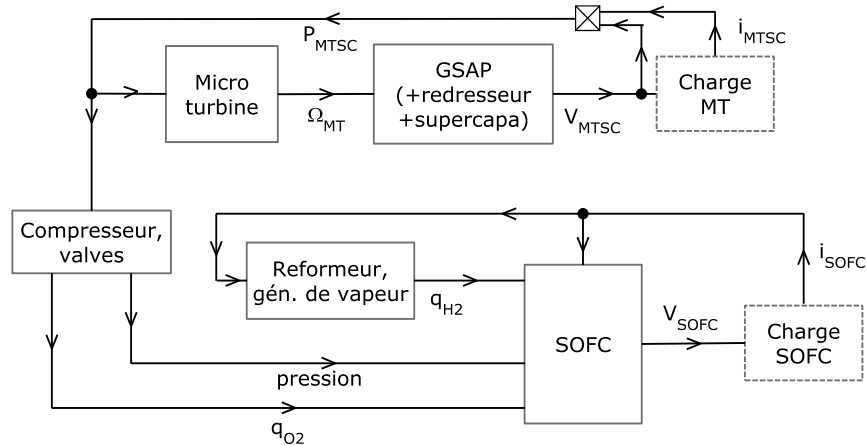 i_MTSC
P_MTSC
Micro
turbine
Ω_MT
GSAP
(+redresseur
+supercapa)
V_MTSC
Charge
MT
Compresseur,
valves
Reformeur,
gén. de vapeur
q_H2
i_SOFC
V_SOFC
SOFC
Charge
SOFC
pression
q_O2